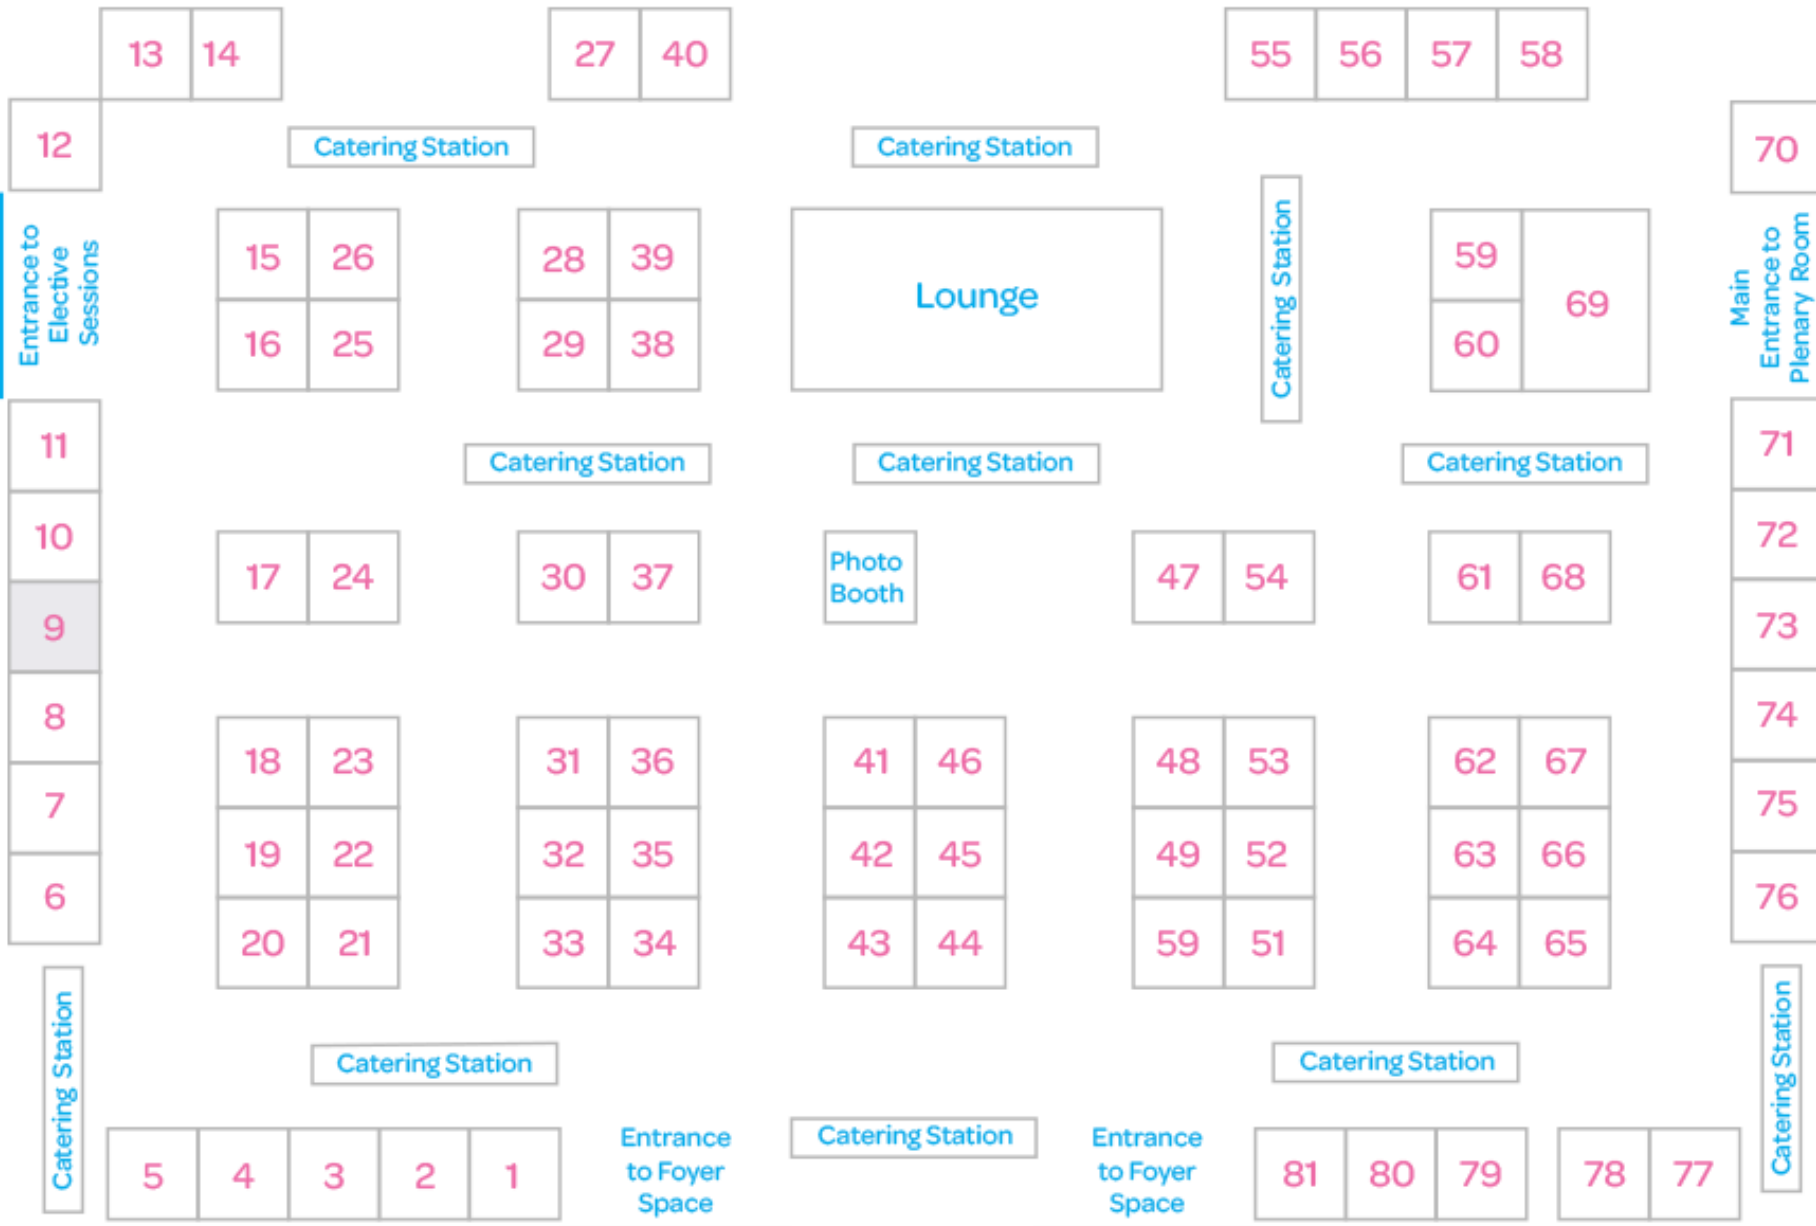 13 14 27 40 55 56 57 58
12 Catering Station Catering Station 70
15 26 28 39 59
Lounge
69
16 25 29 38 60
Entrance to
Elective
Sessions
Catering Station
Main
Entrance to
Plenary Room
11 Catering Station Catering Station Catering Station 71
10 72
17 24 30 37 47 54 61 68
Photo
Booth
9 73
8 74
18 23 31 36 41 46 48 53 62 67
7 75
19 22 32 35 42 45 49 52 63 66
6 76
20 21 33 34 43 44 59 51 64 65
Catering Station
Catering Station
Catering Station
Catering Station
Catering Station
5 4 3 2 1
Entrance
to Foyer
Space
Entrance
to Foyer
Space
81 80 79 78 77